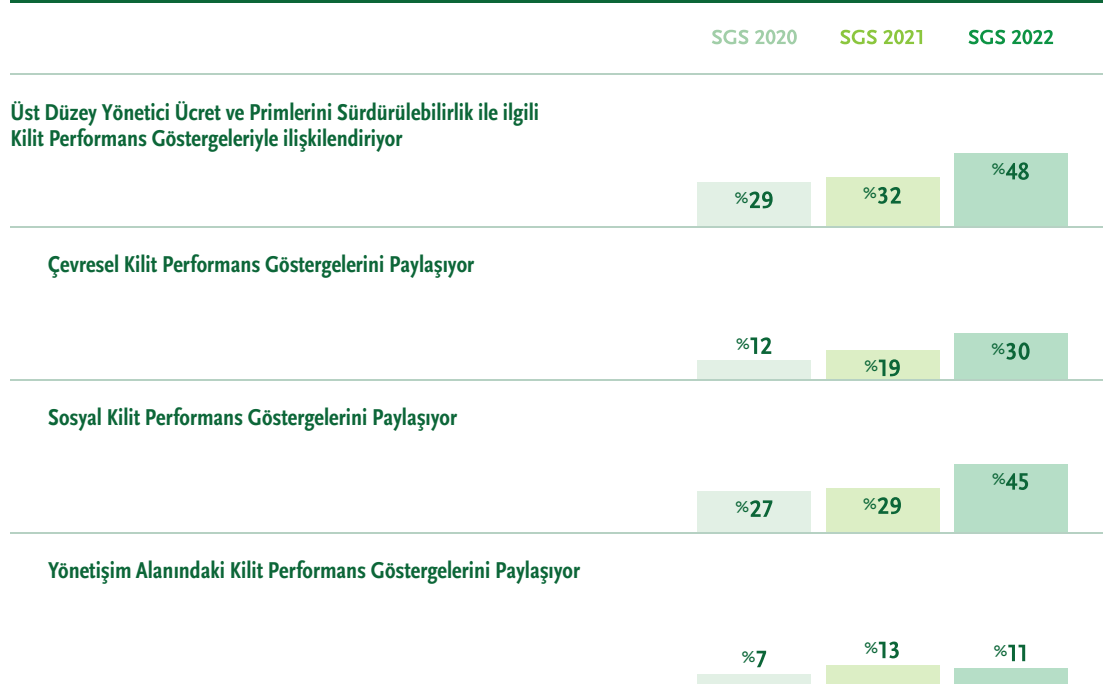 SGS 2020 SGS 2021 SGS 2022
Üst Düzey Yönetici Ücret ve Primlerini Sürdürülebilirlik ile ilgili
Kilit Performans Göstergeleriyle ilişkilendiriyor
%29 %32 %48
Çevresel Kilit Performans Göstergelerini Paylaşıyor
%12 %19 %30
Sosyal Kilit Performans Göstergelerini Paylaşıyor
%27 %29 %45
Yönetişim Alanındaki Kilit Performans Göstergelerini Paylaşıyor
%7 %13 %11